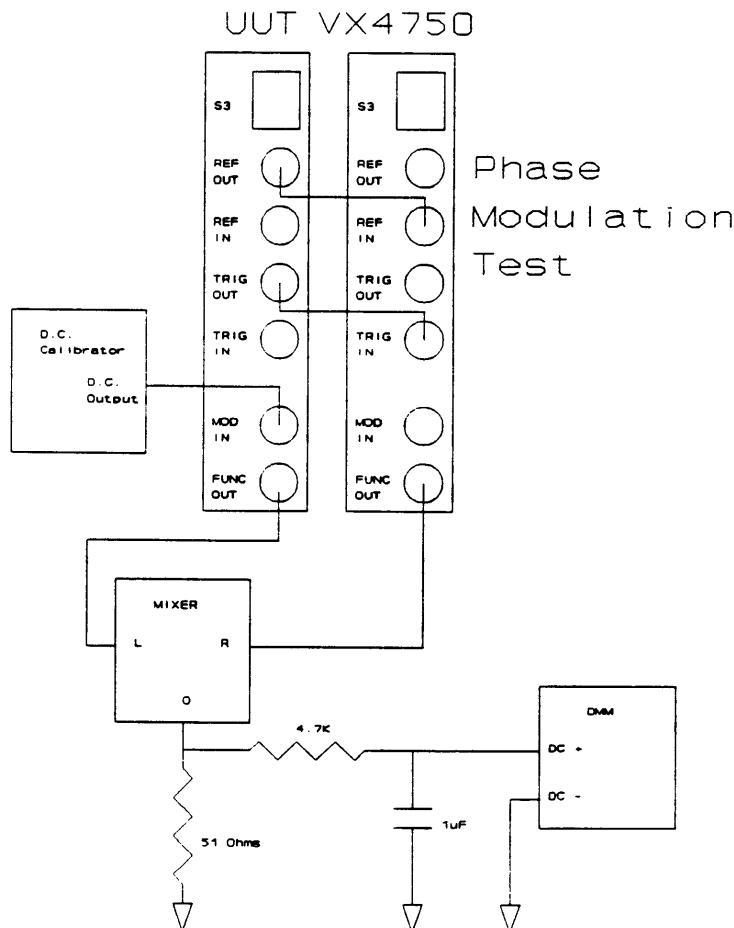 UUT VX4750
S3
REF
OUT
REF
IN
TRIG
OUT
TRIG
IN
MOD
IN
FUNC
OUT
S3
REF
OUT
REF
IN
TRIG
OUT
TRIG
IN
MOD
IN
FUNC
OUT
Phase
Modulation
Test
D.C.
Calibrator
D.C.
Output
MIXER
L
R
O
4.7K
51 Ohms
1uF
DMM
DC +
DC -